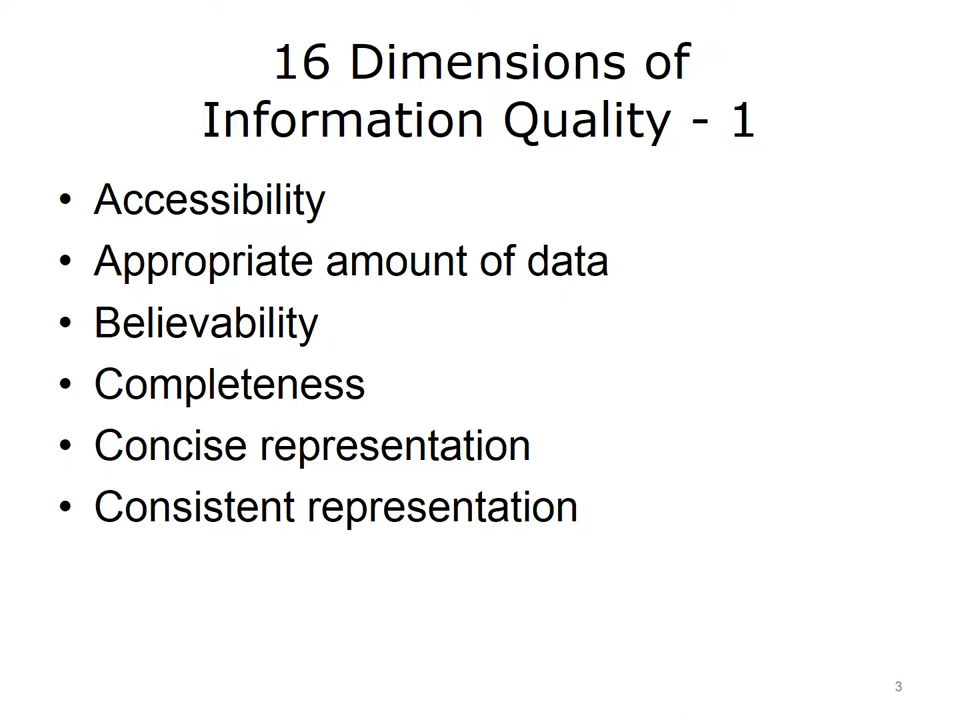 16 Dimensions of
Information Quality - 1
• Accessibility
• Appropriate amount of data
• Believability
• Completeness
• Concise representation
• Consistent representation
3